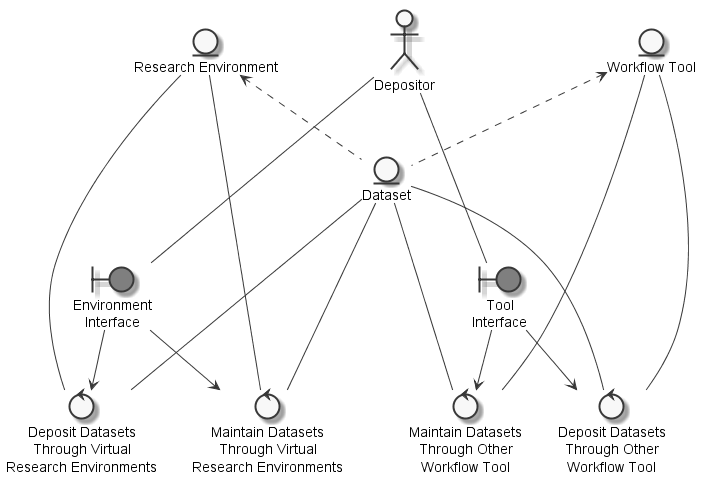 Research Environment
Depositor
Workflow Tool
Dataset
Environment
Interface
Tool
Interface
Deposit Datasets
Through Virtual
Research Environments
Maintain Datasets
Through Virtual
Research Environments
Maintain Datasets
Through Other
Workflow Tool
Deposit Datasets
Through Other
Workflow Tool